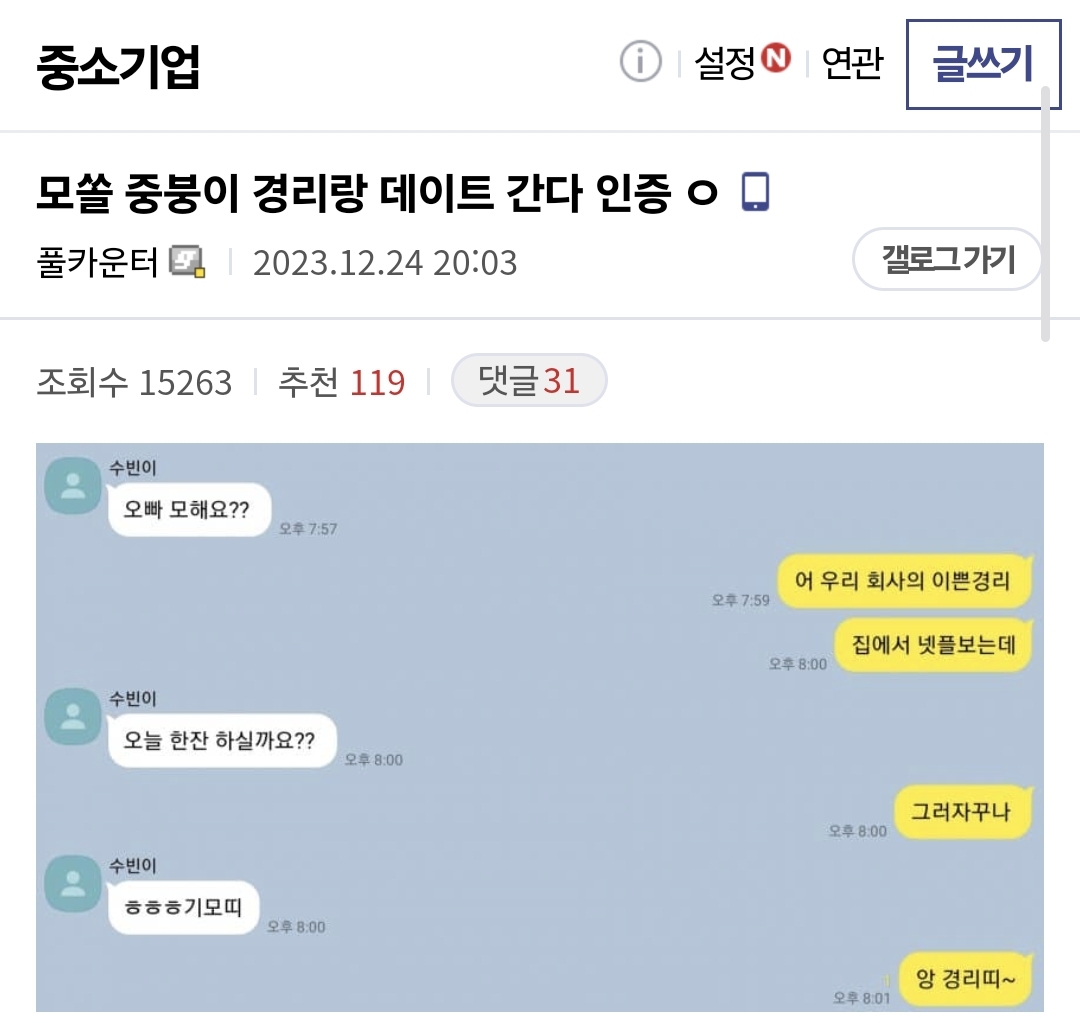 중소기업
설정 N 연관 글쓰기
모쏠 중붕이 경리랑 데이트 간다 인증 ㅇ
풀카운터 2023.12.24 20:03 갤로그 가기
조회수 15263 추천 119 댓글 31
수빈이
오빠 모해요??
오후 7:57
어 우리 회사의 이쁜경리
오후 7:59
집에서 넷플보는데
오후 8:00
수빈이
오늘 한잔 하실까요??
오후 8:00
그러자꾸나
오후 8:00
수빈이
ㅎㅎㅎ기모띠
오후 8:00
앙 경리띠~
1
오후 8:01